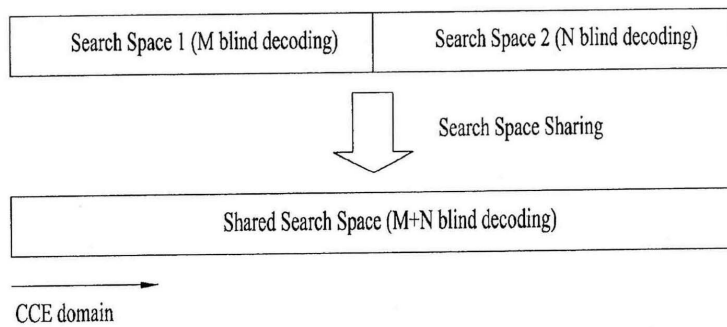 Search Space 1 (M blind decoding)
Search Space 2 (N blind decoding)
Search Space Sharing
Shared Search Space (M+N blind decoding)
CCE domain